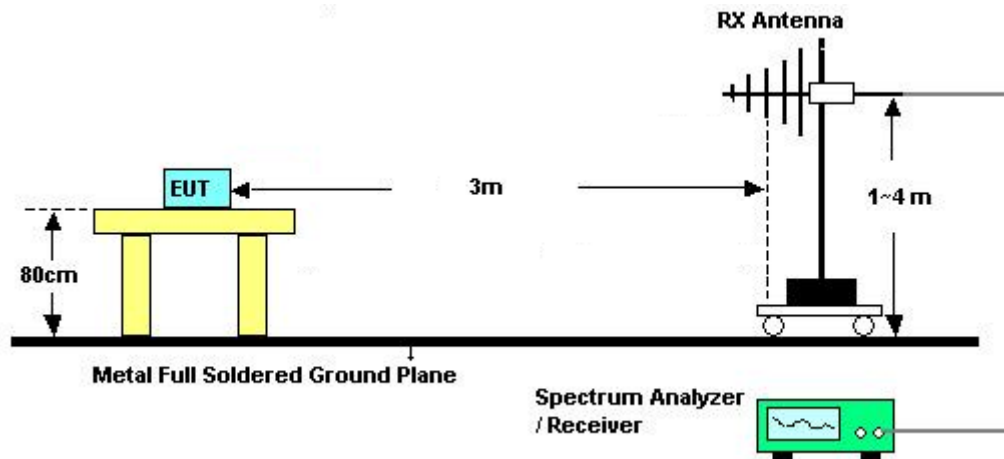 RX Antenna
EUT
3m
1~4 m
80cm
Metal Full Soldered Ground Plane
Spectrum Analyzer
/ Receiver